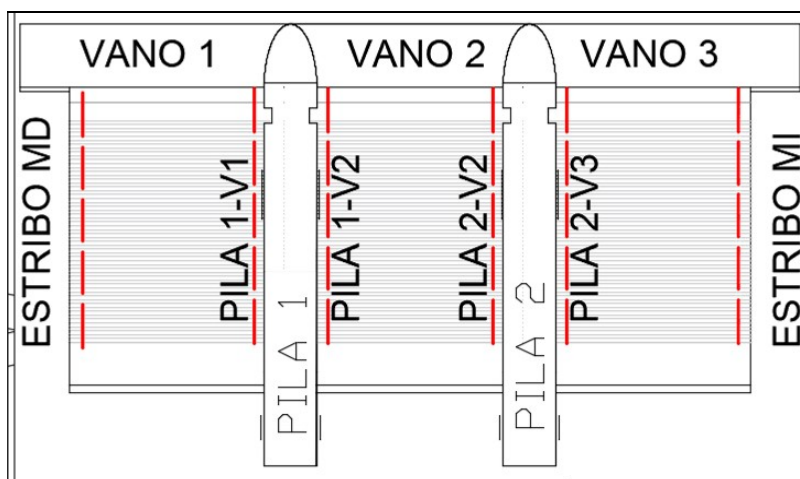 VANO 1
VANO 2
VANO 3
ESTRIBO MD
PILA 1-V1
PILA 1
PILA 1-V2
PILA 2-V2
PILA 2
PILA 2-V3
ESTRIBO MI